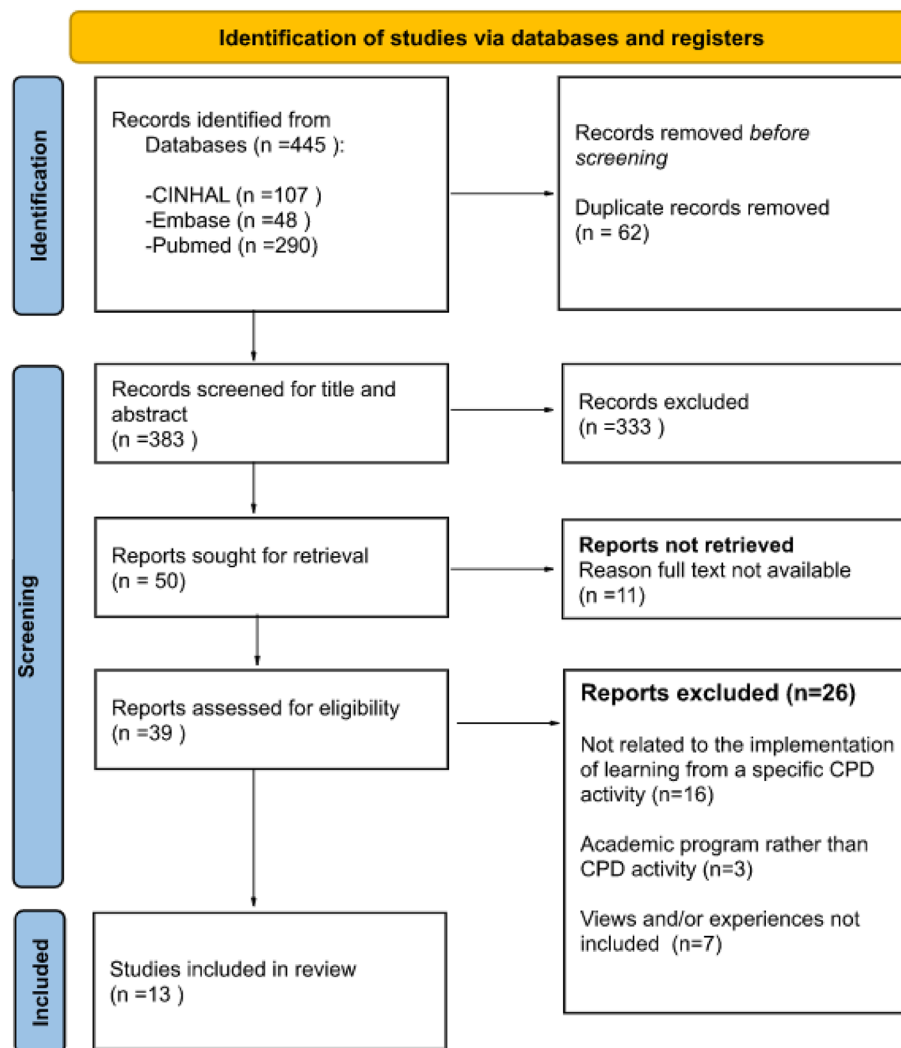 Identification of studies via databases and registers
Identification
Records identified from
Databases (n =445 ):
-CINHAL (n =107 )
-Embase (n =48 )
-Pubmed (n =290)
Records removed before
screening
Duplicate records removed
(n = 62)
Screening
Records screened for title and
abstract
(n =383 )
Records excluded
(n =333 )
Reports sought for retrieval
(n = 50)
Reports not retrieved
Reason full text not available
(n =11)
Reports assessed for eligibility
(n =39 )
Reports excluded (n=26)
Not related to the implementation
of learning from a specific CPD
activity (n=16)
Academic program rather than
CPD activity (n=3)
Views and/or experiences not
included  (n=7)
Included
Studies included in review
(n =13 )